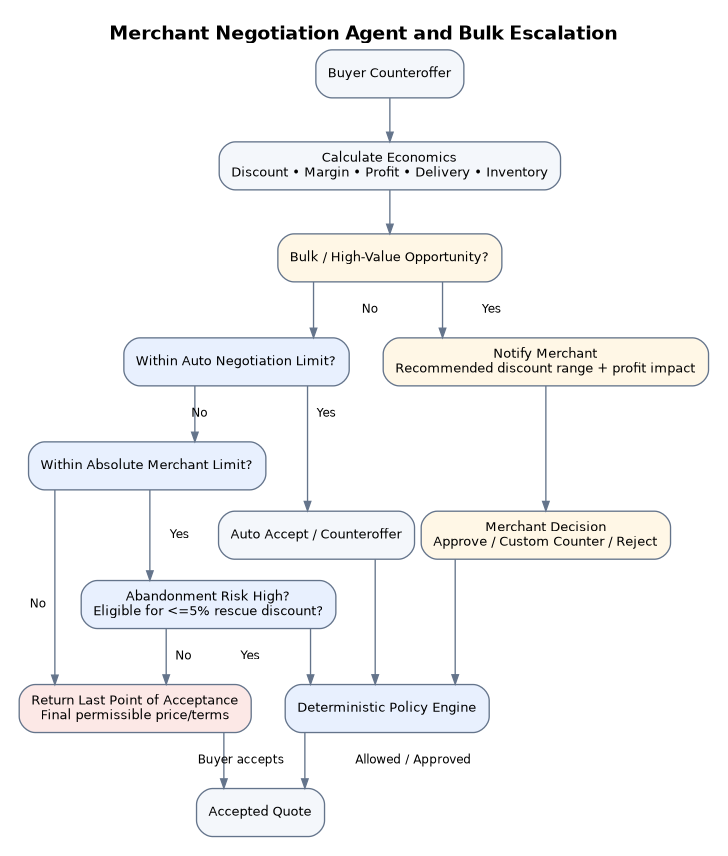 Merchant Negotiation Agent and Bulk Escalation
Buyer Counteroffer
Calculate Economics
Discount • Margin • Profit • Delivery • Inventory
Bulk / High-Value Opportunity?
No
Yes
Within Auto Negotiation Limit?
Notify Merchant
Recommended discount range + profit impact
No
Yes
Within Absolute Merchant Limit?
Yes
Auto Accept / Counteroffer
Merchant Decision
Approve / Custom Counter / Reject
No
Abandonment Risk High?
Eligible for <=5% rescue discount?
No
Yes
Return Last Point of Acceptance
Final permissible price/terms
Deterministic Policy Engine
Buyer accepts
Allowed / Approved
Accepted Quote